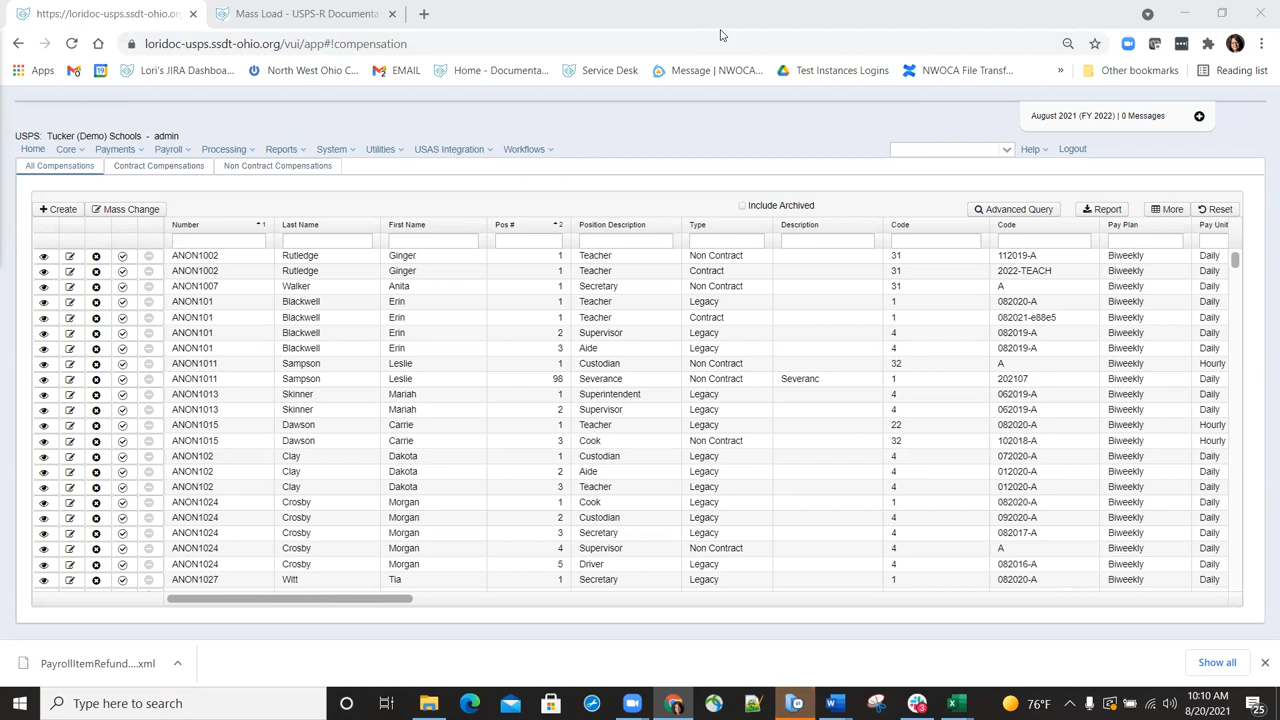 https://loridoc-usps.ssdt-ohio.org/ Mass Load - USPS-R Documenta
loridoc-usps.ssdt-ohio.org/vui/app#!compensation
Apps Lori's JIRA Dashboa... North West Ohio C... EMAIL Home - Documenta... Service Desk Message | NWOCA... Test Instances Logins NWOCA File Transf... » Other bookmarks Reading list
August 2021 (FY 2022) | 0 Messages
USPS: Tucker (Demo) Schools - admin
Home Core Payments Payroll Processing Reports System Utilities USAS Integration Workflows Help Logout
All Compensations Contract Compensations Non Contract Compensations
Create Mass Change Include Archived Advanced Query Report More Reset
Number 1 Last Name First Name Pos # 2 Position Description Type Description Code Code Pay Plan Pay Unit
ANON1002 Rutledge Ginger 1 Teacher Non Contract 31 112019-A Biweekly Daily
ANON1002 Rutledge Ginger 1 Teacher Contract 31 2022-TEACH Biweekly Daily
ANON1007 Walker Anita 1 Secretary Non Contract 31 A Biweekly Daily
ANON101 Blackwell Erin 1 Teacher Legacy 1 082020-A Biweekly Daily
ANON101 Blackwell Erin 1 Teacher Contract 1 082021-e88e5 Biweekly Daily
ANON101 Blackwell Erin 2 Supervisor Legacy 4 082019-A Biweekly Daily
ANON101 Blackwell Erin 3 Aide Legacy 4 082019-A Biweekly Daily
ANON1011 Sampson Leslie 1 Custodian Non Contract 32 A Biweekly Hourly
ANON1011 Sampson Leslie 98 Severance Non Contract Severanc 1 202107 Biweekly Daily
ANON1013 Skinner Mariah 1 Superintendent Legacy 4 062019-A Biweekly Daily
ANON1013 Skinner Mariah 2 Supervisor Legacy 4 062019-A Biweekly Daily
ANON1015 Dawson Carrie 1 Teacher Legacy 22 082020-A Biweekly Hourly
ANON1015 Dawson Carrie 3 Cook Non Contract 32 102018-A Biweekly Hourly
ANON102 Clay Dakota 1 Custodian Legacy 4 072020-A Biweekly Daily
ANON102 Clay Dakota 2 Aide Legacy 4 012020-A Biweekly Daily
ANON102 Clay Dakota 3 Teacher Legacy 4 012020-A Biweekly Daily
ANON1024 Crosby Morgan 1 Cook Legacy 1 082020-A Biweekly Daily
ANON1024 Crosby Morgan 2 Custodian Legacy 4 092020-A Biweekly Daily
ANON1024 Crosby Morgan 3 Secretary Legacy 4 082017-A Biweekly Daily
ANON1024 Crosby Morgan 4 Supervisor Non Contract 4 A Biweekly Daily
ANON1024 Crosby Morgan 5 Driver Legacy 4 082016-A Biweekly Daily
ANON1027 Witt Tia 1 Secretary Legacy 1 082020-A Biweekly Daily
PayrollItemRefund....xml Show all
Type here to search 76°F 10:10 AM
8/20/2021 25